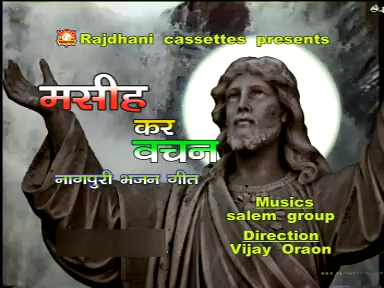 Rajdhani cassettes presents
मसीह
कर
वचन
नागपुरी भजन गीत
Musics
salem group
Direction
Vijay Oraon